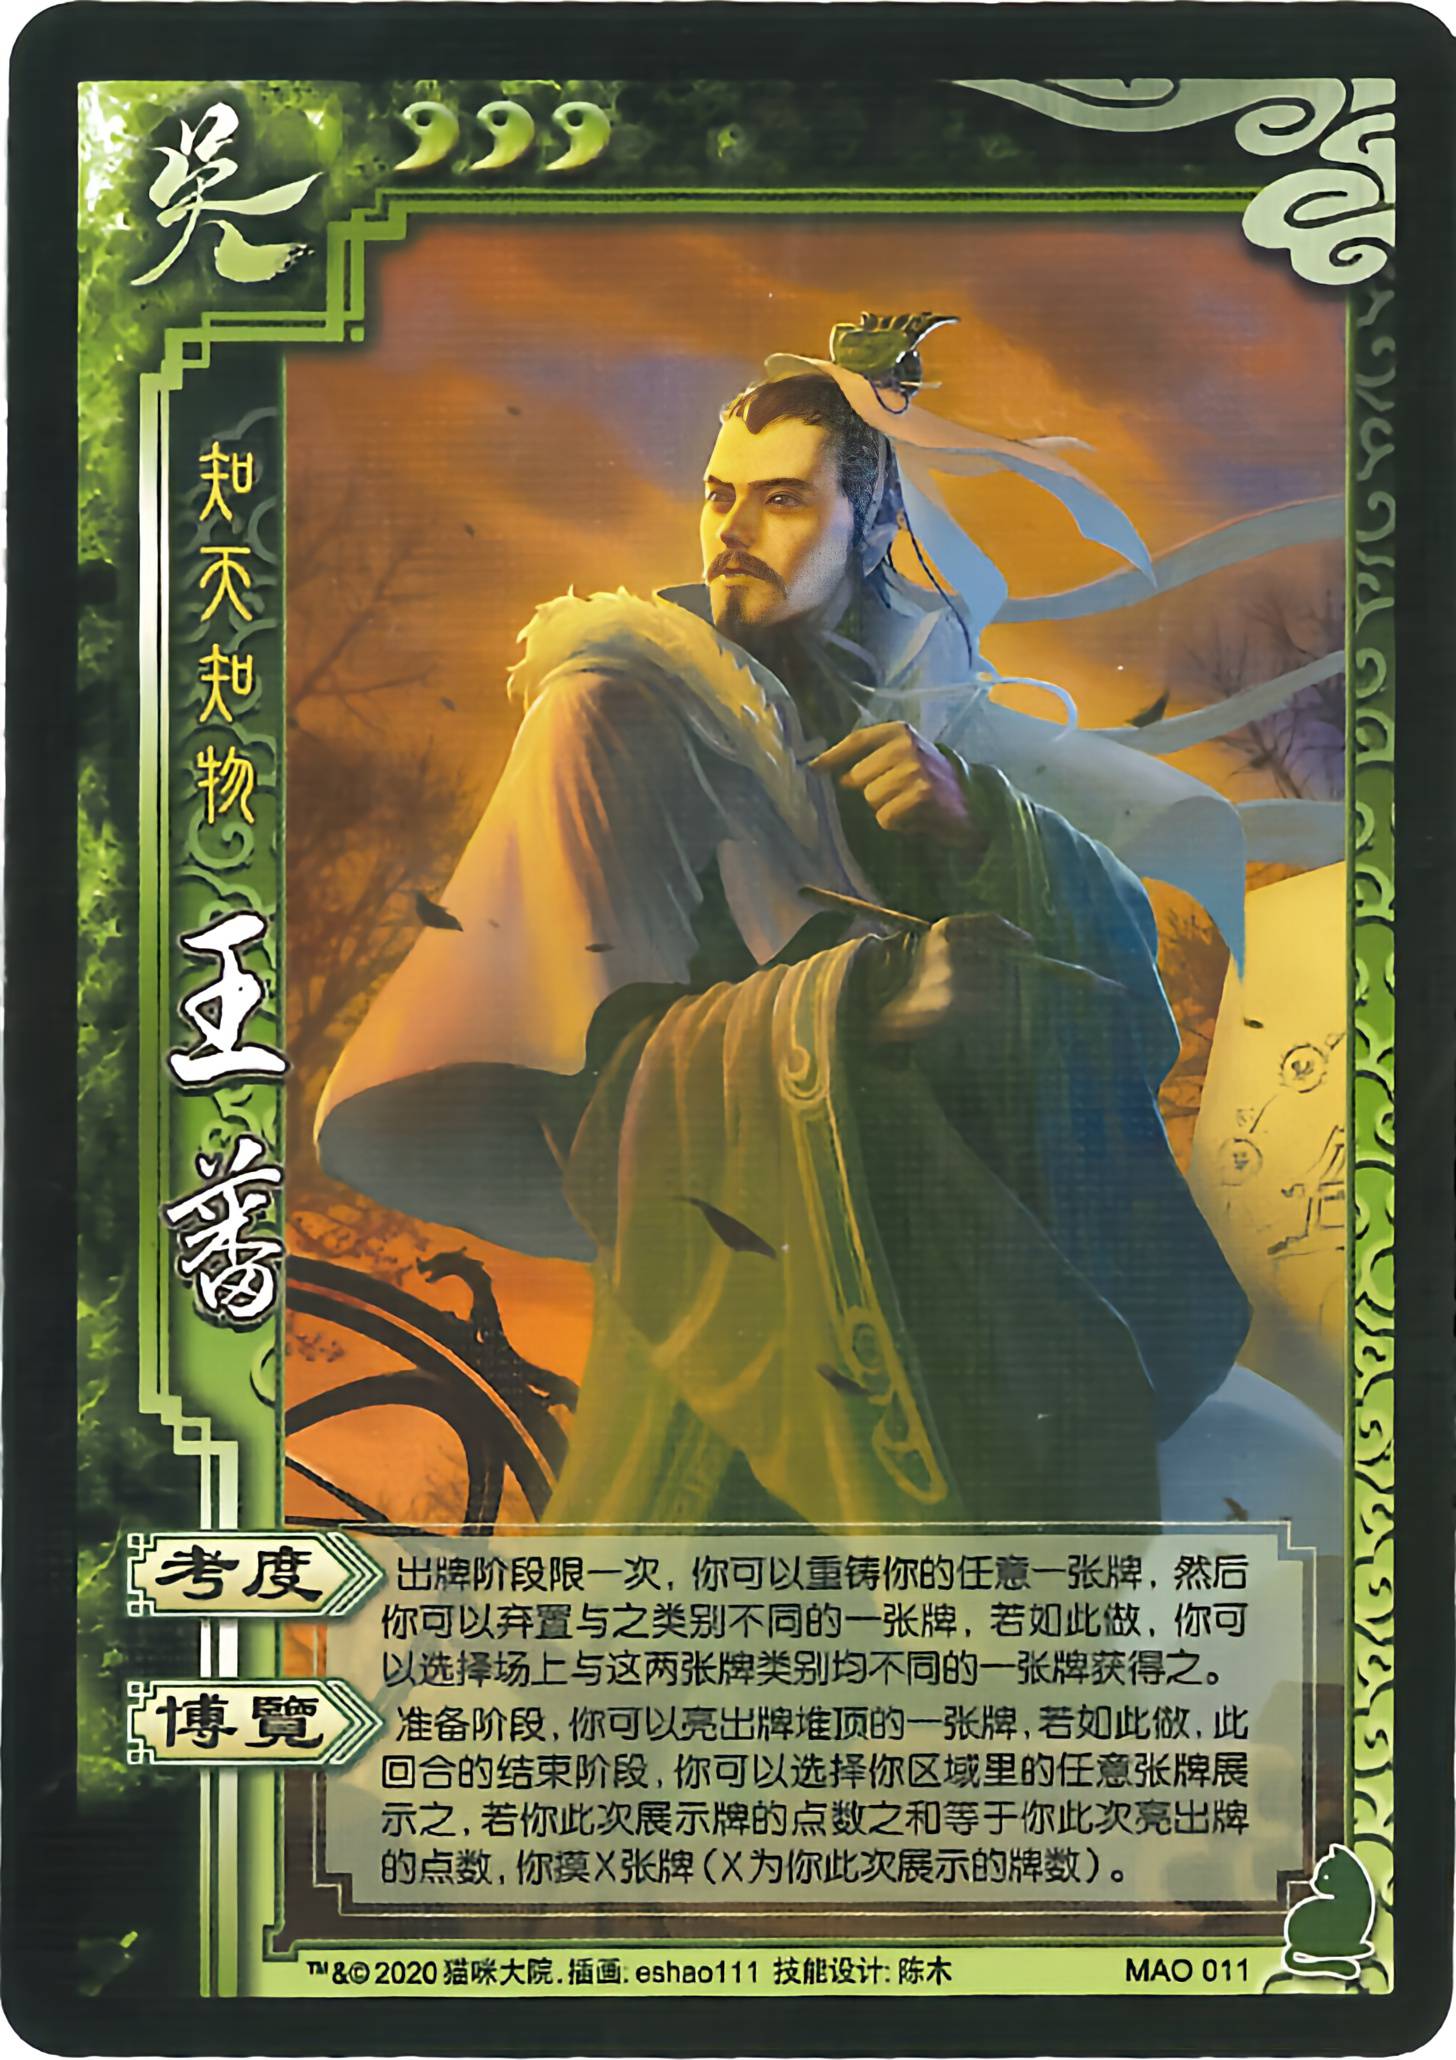 吴
知天知物
王蕃
考度
出牌阶段限一次，你可以重铸你的任意一张牌，然后
你可以弃置与之类别不同的一张牌，若如此做，你可
以选择场上与这两张牌类别均不同的一张牌获得之。
博覽
准备阶段，你可以亮出牌堆顶的一张牌，若如此做，此
回合的结束阶段，你可以选择你区域里的任意张牌展
示之，若你此次展示牌的点数之和等于你此次亮出牌
的点数，你摸X张牌（X为你此次展示的牌数）。
™&©2020猫咪大院.插画:eshao111 技能设计:陈木
MAO 011